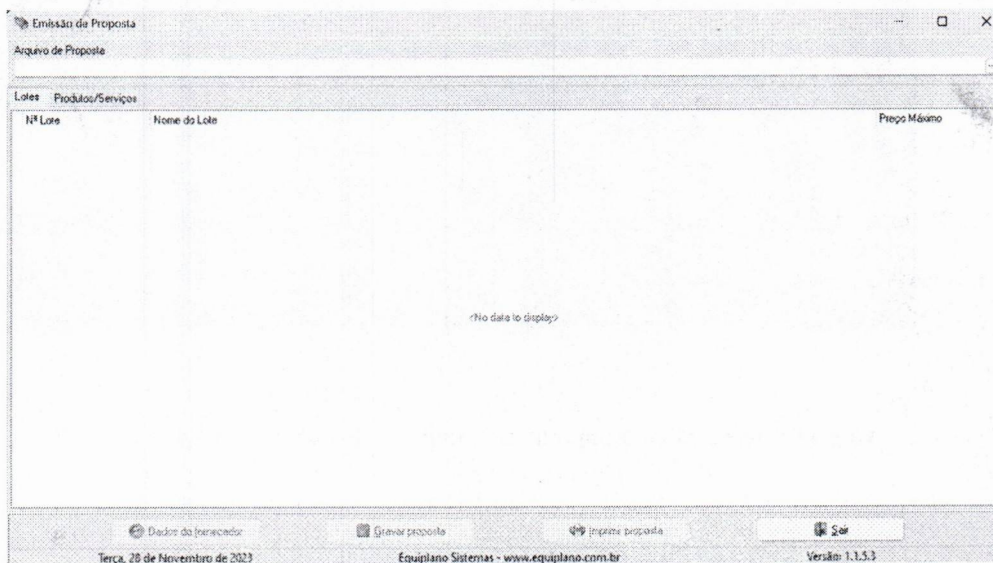 Emissão de Proposta
Arquivo de Proposta
Lotes Produtos/Serviços
Nº Lote Nome do Lote Preço Máximo
<No data to display>
Dados do fornecedor Gravar proposta Imprimir proposta Sair
Terça, 28 de Novembro de 2023 Equiplano Sistemas - www.equiplano.com.br Versão: 1.1.5.3